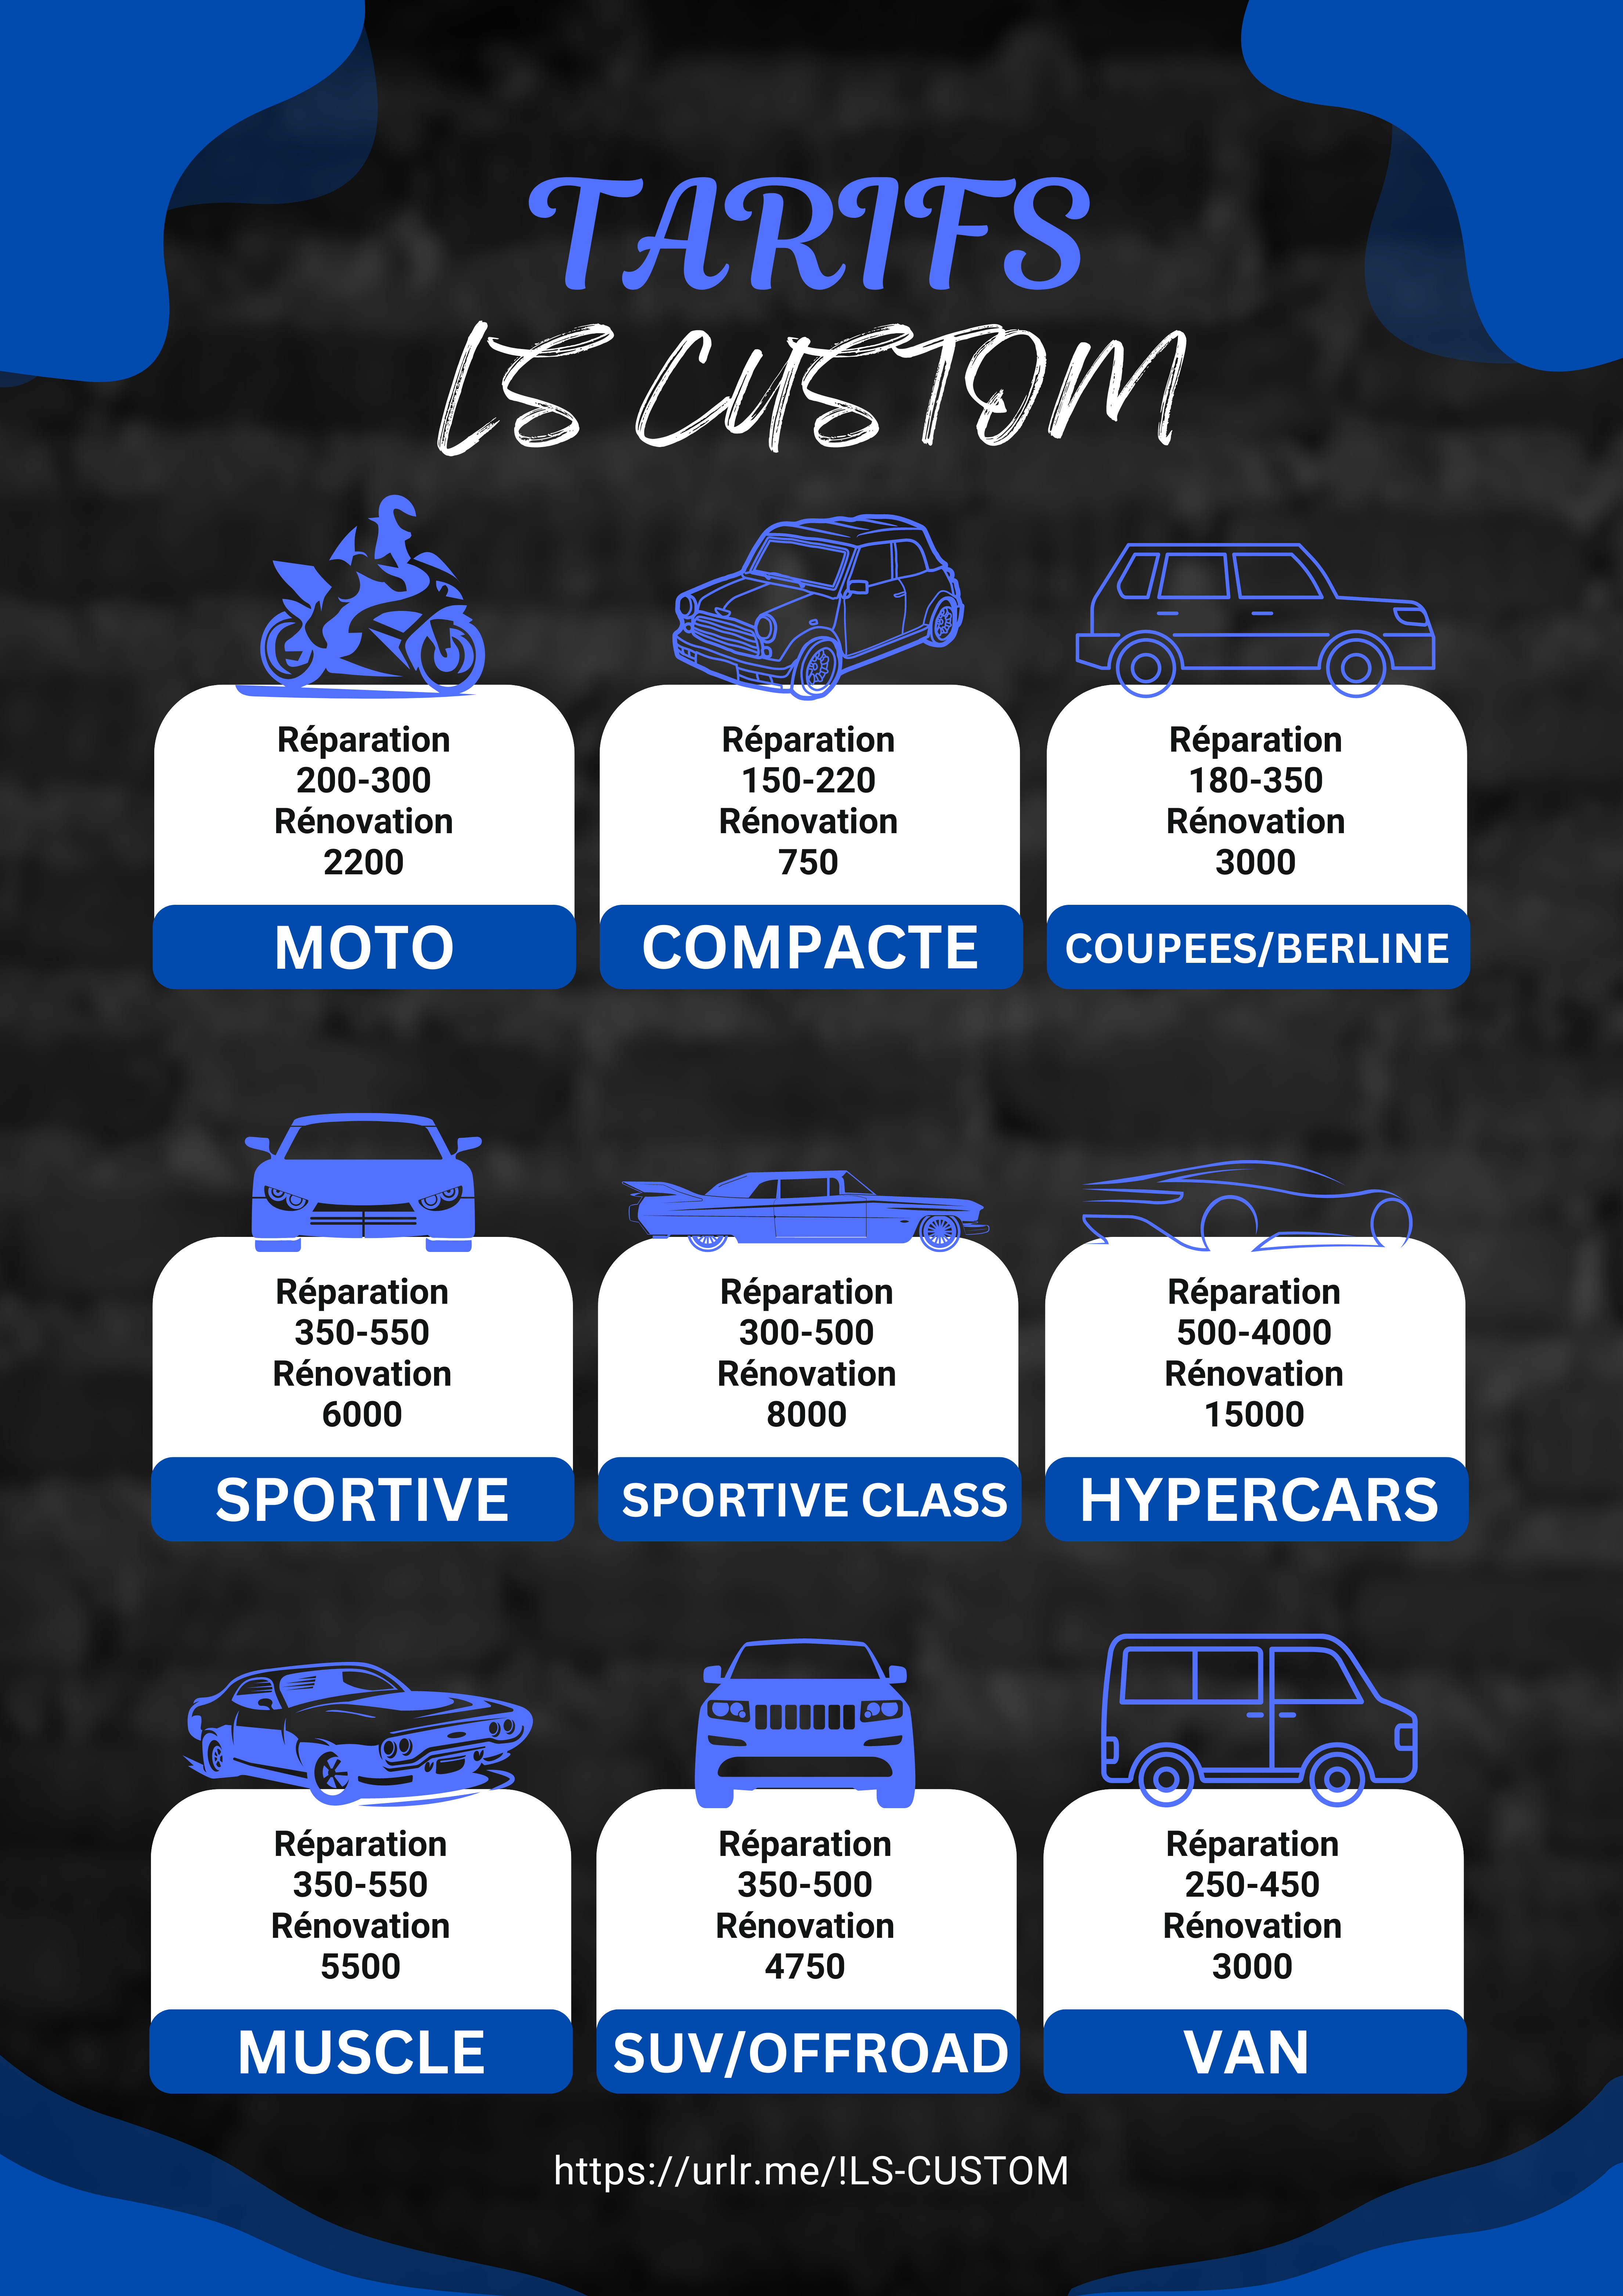 TARIFS
LS CUSTOM
Réparation
200-300
Rénovation
2200
MOTO
Réparation
150-220
Rénovation
750
COMPACTE
Réparation
180-350
Rénovation
3000
COUPEES/BERLINE
Réparation
350-550
Rénovation
6000
SPORTIVE
Réparation
300-500
Rénovation
8000
SPORTIVE CLASS
Réparation
500-4000
Rénovation
15000
HYPERCARS
Réparation
350-550
Rénovation
5500
MUSCLE
Réparation
350-500
Rénovation
4750
SUV/OFFROAD
Réparation
250-450
Rénovation
3000
VAN
https://urlr.me/!LS-CUSTOM